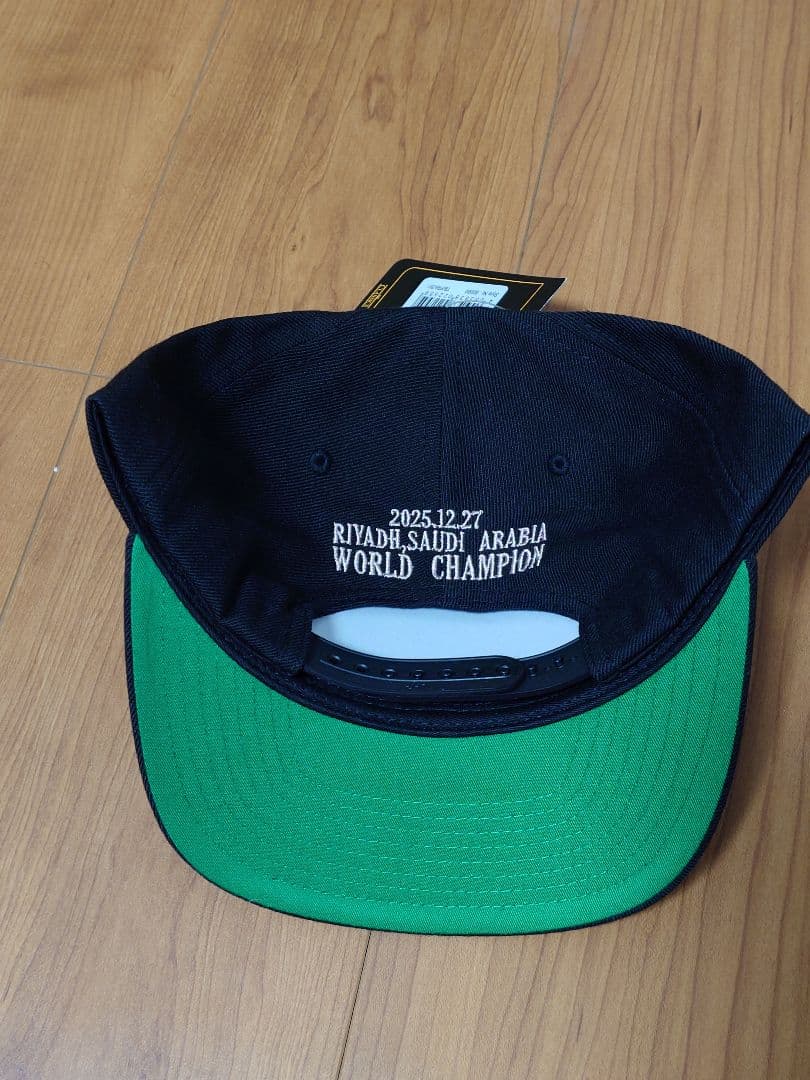 2025.12.27
RIYADH,SAUDI ARABIA
WORLD CHAMPION